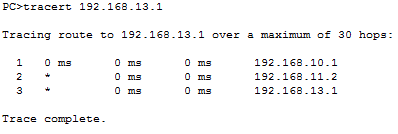 PC>tracert 192.168.13.1
Tracing route to 192.168.13.1 over a maximum of 30 hops:
1 0 ms 0 ms 0 ms 192.168.10.1
2 * 0 ms 0 ms 192.168.11.2
3 * 0 ms 0 ms 192.168.13.1
Trace complete.